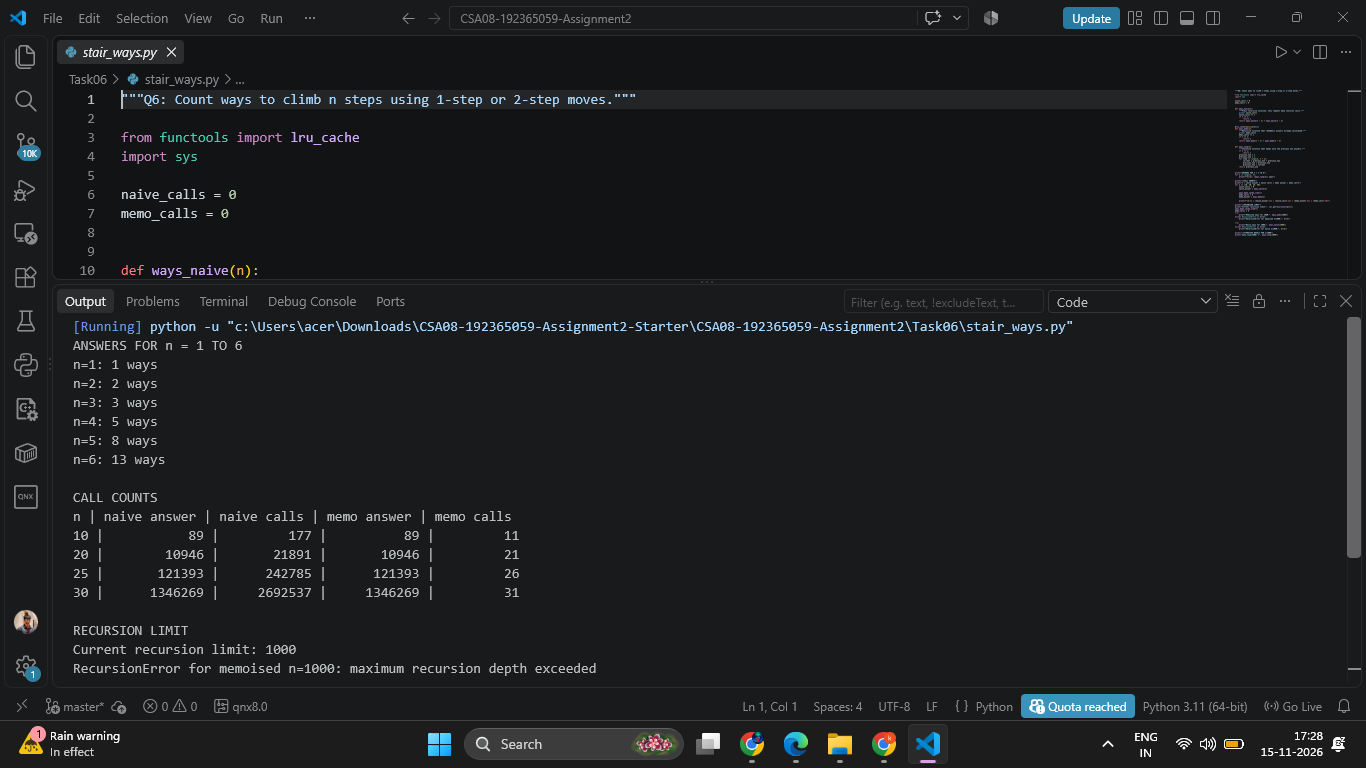 File Edit Selection View Go Run ··· CSA08-192365059-Assignment2 Update
stair_ways.py
Task06 > stair_ways.py > ...
1 """Q6: Count ways to climb n steps using 1-step or 2-step moves."""
2
3 from functools import lru_cache
4 import sys
5
6 naive_calls = 0
7 memo_calls = 0
8
9
10 def ways_naive(n):
10K
QNX
1
Output Problems Terminal Debug Console Ports Filter (e.g. text, !excludeText, t... Code
[Running] python -u "c:\Users\acer\Downloads\CSA08-192365059-Assignment2-Starter\CSA08-192365059-Assignment2\Task06\stair_ways.py"
ANSWERS FOR n = 1 TO 6
n=1: 1 ways
n=2: 2 ways
n=3: 3 ways
n=4: 5 ways
n=5: 8 ways
n=6: 13 ways
CALL COUNTS
n | naive answer | naive calls | memo answer | memo calls
10 | 89 | 177 | 89 | 11
20 | 10946 | 21891 | 10946 | 21
25 | 121393 | 242785 | 121393 | 26
30 | 1346269 | 2692537 | 1346269 | 31
RECURSION LIMIT
Current recursion limit: 1000
RecursionError for memoised n=1000: maximum recursion depth exceeded
master* 0 0 qnx8.0 Ln 1, Col 1 Spaces: 4 UTF-8 LF { } Python Quota reached Python 3.11 (64-bit) Go Live
1 Rain warning
In effect
Search
ENG
IN
17:28
15-11-2026